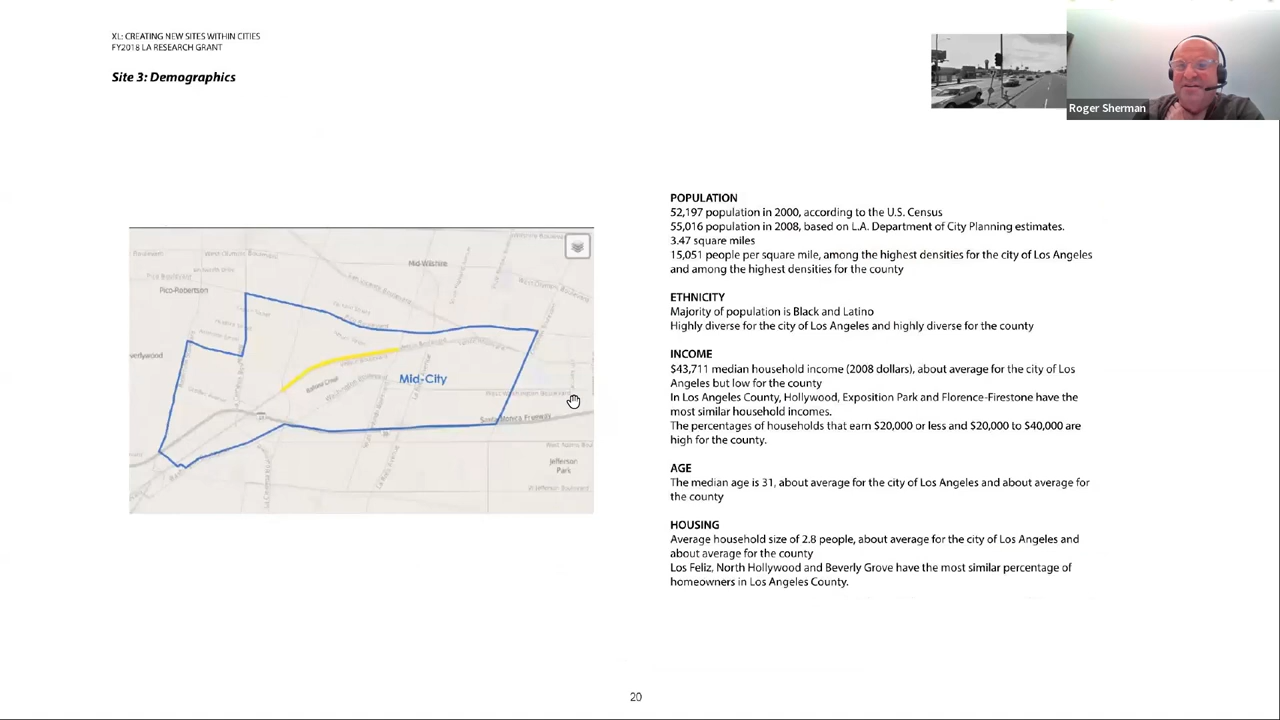 XL: CREATING NEW SITES WITHIN CITIES
FY2018 LA RESEARCH GRANT
Site 3: Demographics
Roger Sherman
Mid-Wilshire
Pico-Robertson
Mid-City
Santa Monica Freeway
Jefferson
Park
POPULATION
52,197 population in 2000, according to the U.S. Census
55,016 population in 2008, based on L.A. Department of City Planning estimates.
3.47 square miles
15,051 people per square mile, among the highest densities for the city of Los Angeles
and among the highest densities for the county
ETHNICITY
Majority of population is Black and Latino
Highly diverse for the city of Los Angeles and highly diverse for the county
INCOME
$43,711 median household income (2008 dollars), about average for the city of Los
Angeles but low for the county
In Los Angeles County, Hollywood, Exposition Park and Florence-Firestone have the
most similar household incomes.
The percentages of households that earn $20,000 or less and $20,000 to $40,000 are
high for the county.
AGE
The median age is 31, about average for the city of Los Angeles and about average for
the county
HOUSING
Average household size of 2.8 people, about average for the city of Los Angeles and
about average for the county
Los Feliz, North Hollywood and Beverly Grove have the most similar percentage of
homeowners in Los Angeles County.
20